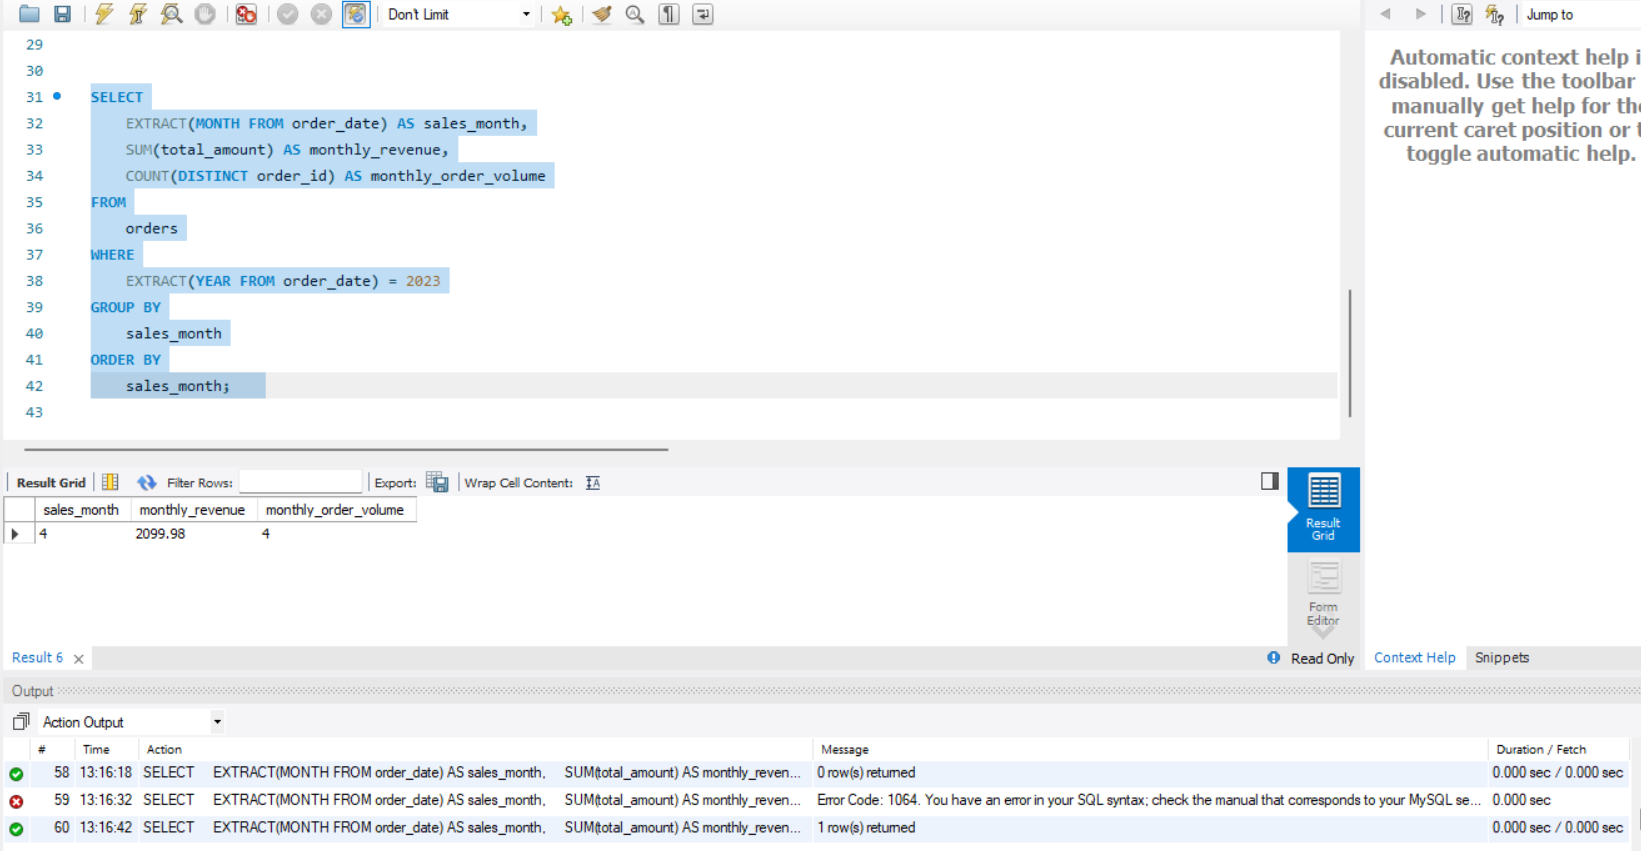 Don't Limit
Jump to
29
30
31 SELECT
32 EXTRACT(MONTH FROM order_date) AS sales_month,
33 SUM(total_amount) AS monthly_revenue,
34 COUNT(DISTINCT order_id) AS monthly_order_volume
35 FROM
36 orders
37 WHERE
38 EXTRACT(YEAR FROM order_date) = 2023
39 GROUP BY
40 sales_month
41 ORDER BY
42 sales_month;
43
Automatic context help i
disabled. Use the toolbar
manually get help for the
current caret position or t
toggle automatic help.
Result Grid Filter Rows: Export: Wrap Cell Content:
sales_month monthly_revenue monthly_order_volume
4 2099.98 4
Result
Grid
Form
Editor
Result 6 Read Only Context Help Snippets
Output
Action Output
# Time Action Message Duration / Fetch
58 13:16:18 SELECT EXTRACT(MONTH FROM order_date) AS sales_month, SUM(total_amount) AS monthly_reven... 0 row(s) returned 0.000 sec / 0.000 sec
59 13:16:32 SELECT EXTRACT(MONTH FROM order_date) AS sales_month, SUM(total_amount) AS monthly_reven... Error Code: 1064. You have an error in your SQL syntax; check the manual that corresponds to your MySQL se... 0.000 sec
60 13:16:42 SELECT EXTRACT(MONTH FROM order_date) AS sales_month, SUM(total_amount) AS monthly_reven... 1 row(s) returned 0.000 sec / 0.000 sec